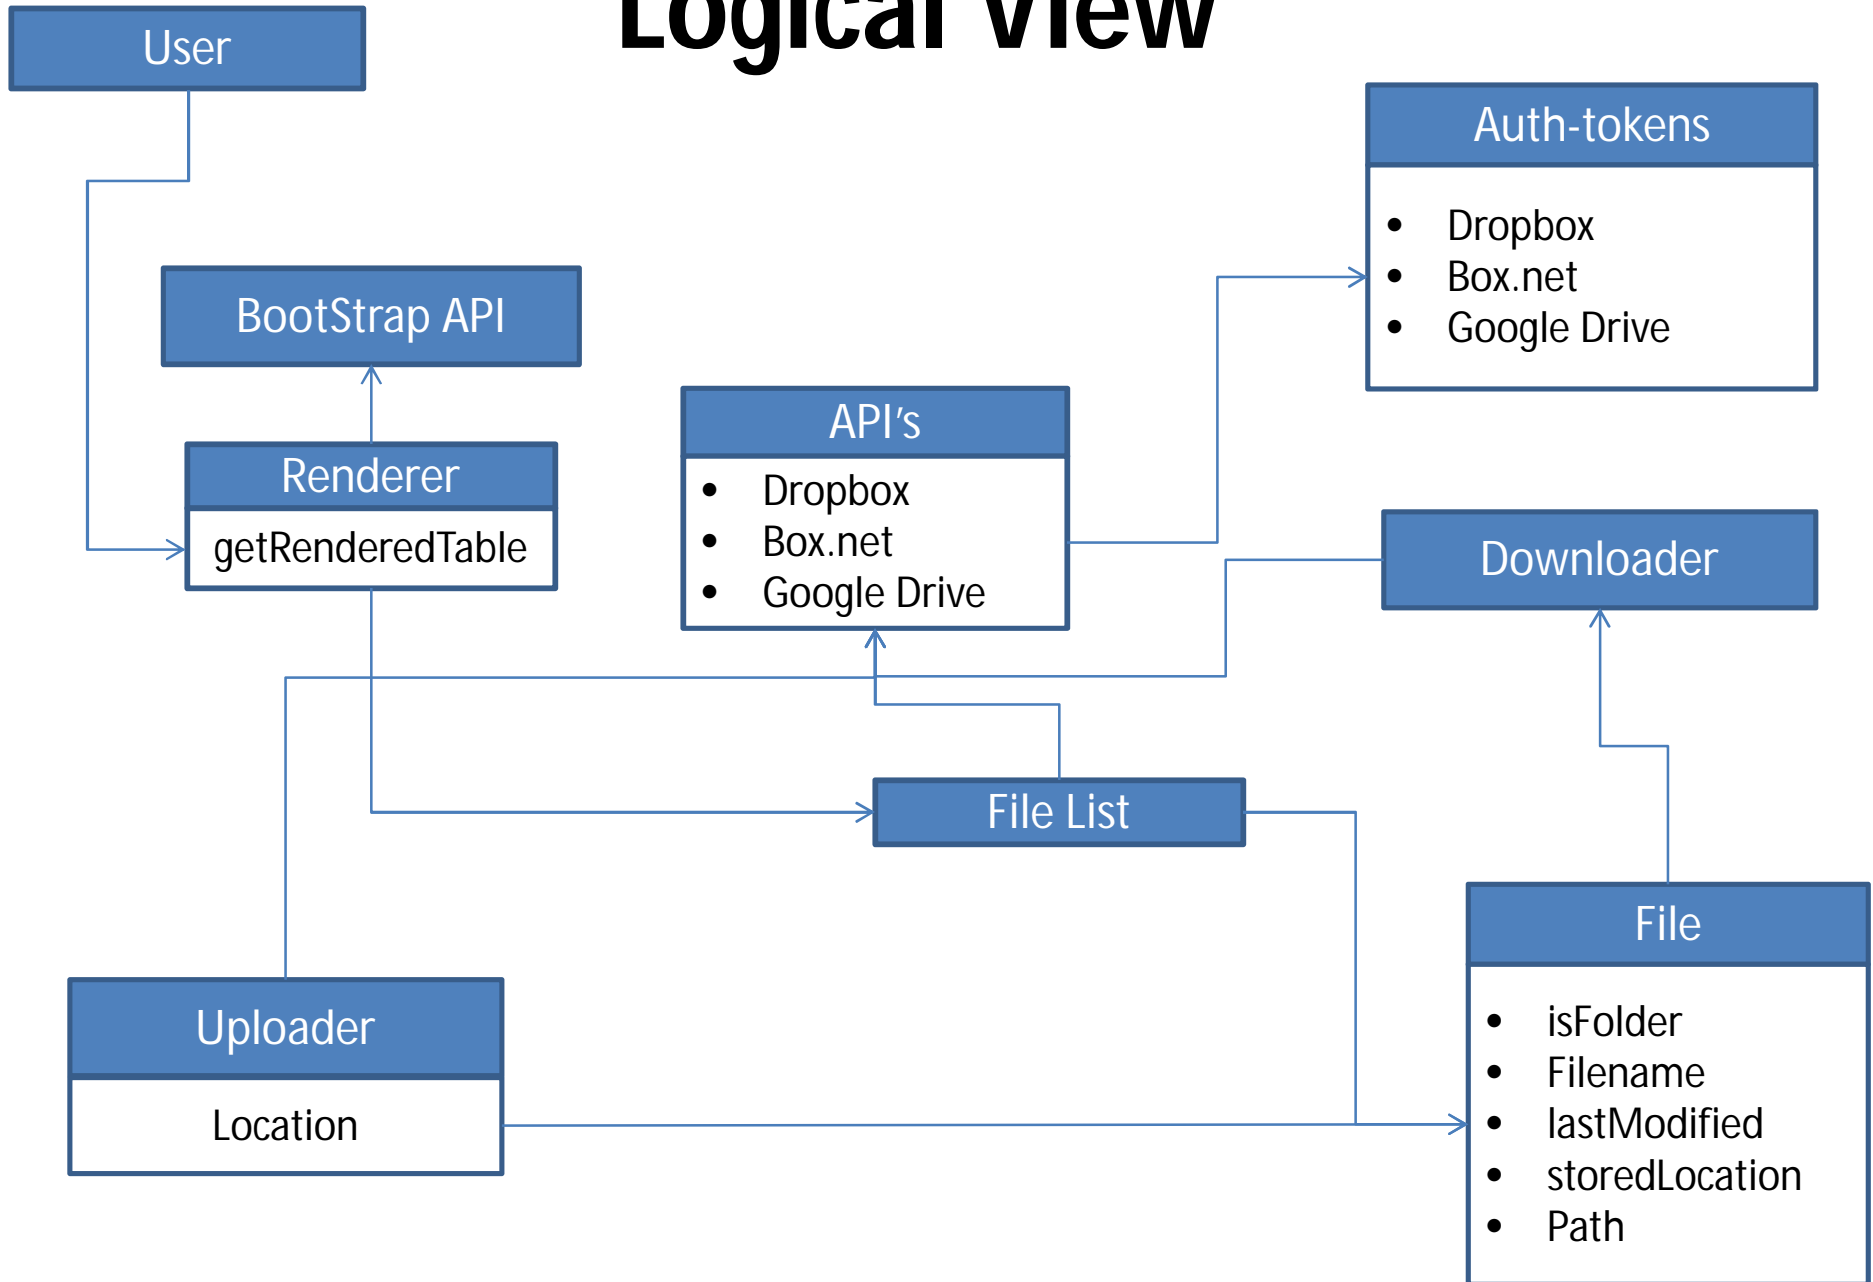 Logical View
User
Auth-tokens
• Dropbox
• Box.net
• Google Drive
BootStrap API
API's
• Dropbox
• Box.net
• Google Drive
Renderer
getRenderedTable
Downloader
File List
File
• isFolder
• Filename
• lastModified
• storedLocation
• Path
Uploader
Location